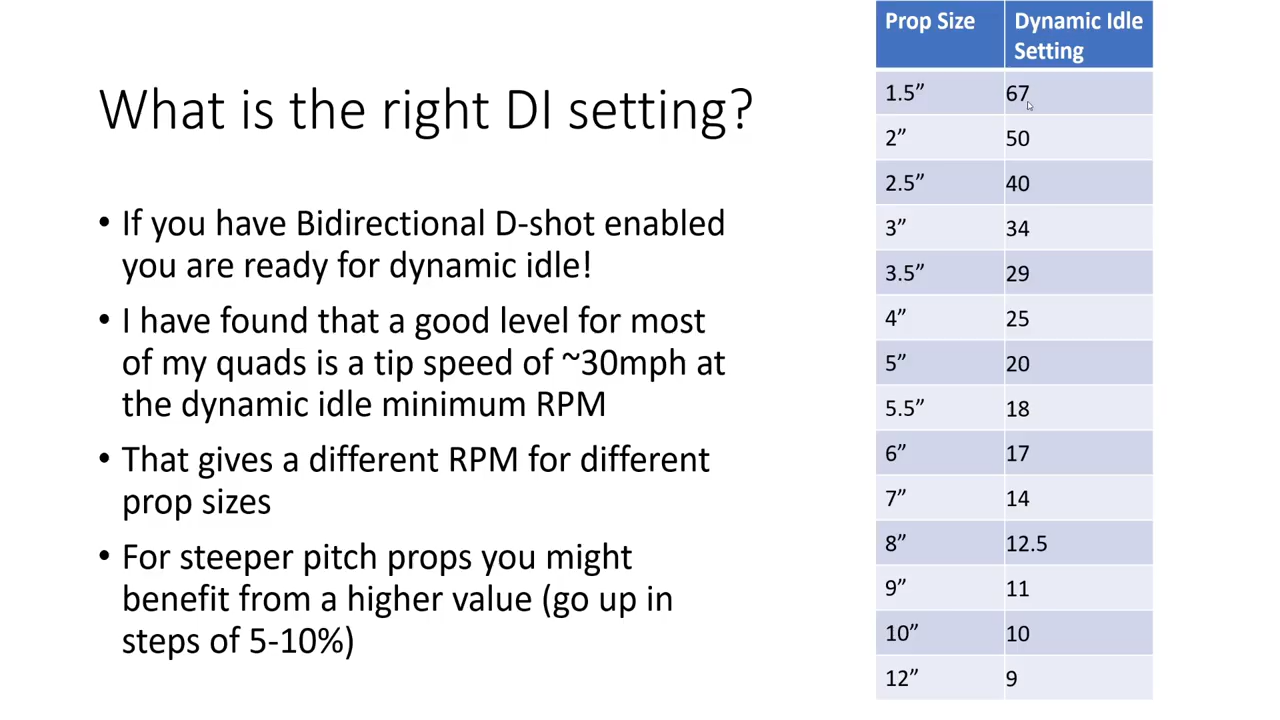 What is the right DI setting?
• If you have Bidirectional D-shot enabled
you are ready for dynamic idle!
• I have found that a good level for most
of my quads is a tip speed of ~30mph at
the dynamic idle minimum RPM
• That gives a different RPM for different
prop sizes
• For steeper pitch props you might
benefit from a higher value (go up in
steps of 5-10%)
Prop Size Dynamic Idle
Setting
1.5” 67
2” 50
2.5” 40
3” 34
3.5” 29
4” 25
5” 20
5.5” 18
6” 17
7” 14
8” 12.5
9” 11
10” 10
12” 9